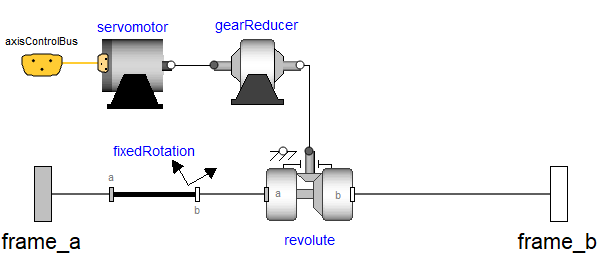 servomotor
gearReducer
axisControlBus
fixedRotation
a
b
a
b
revolute
frame_a
frame_b